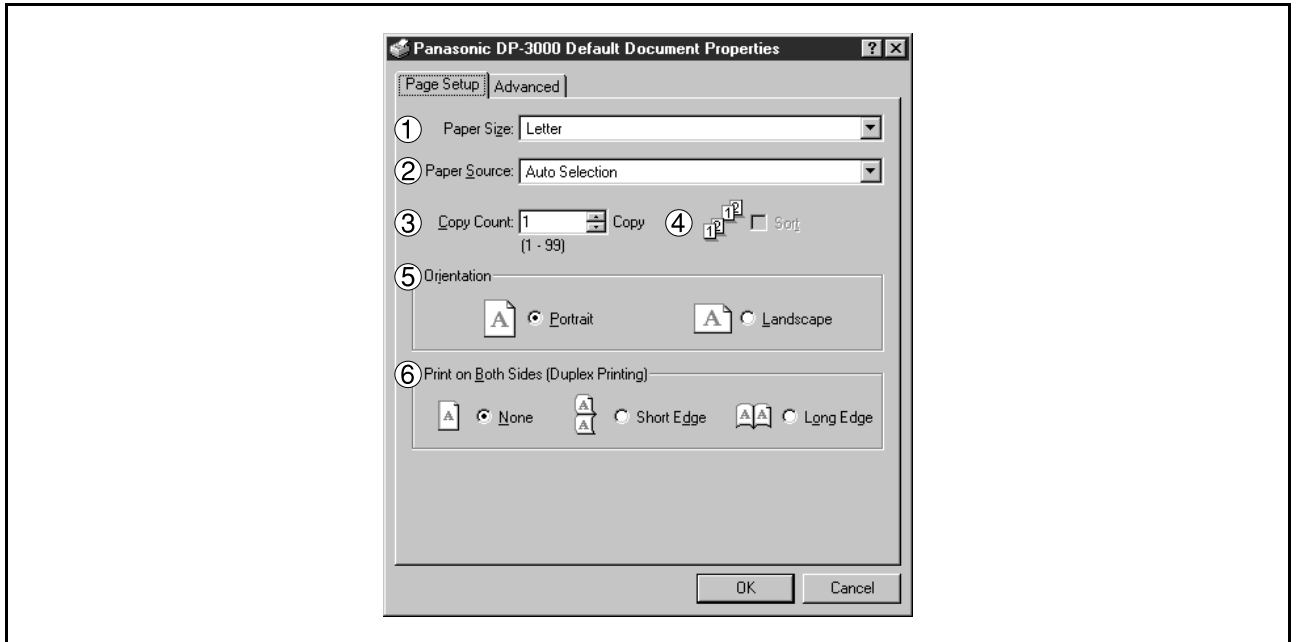 Panasonic DP-3000 Default Document Properties
Page Setup Advanced
① Paper Size: Letter
② Paper Source: Auto Selection
③ Copy Count: 1 Copy ④ 12 12 Sort
(1 - 99)
⑤ Orientation
A Portrait A Landscape
⑥ Print on Both Sides (Duplex Printing)
A None A A Short Edge A A Long Edge
OK Cancel